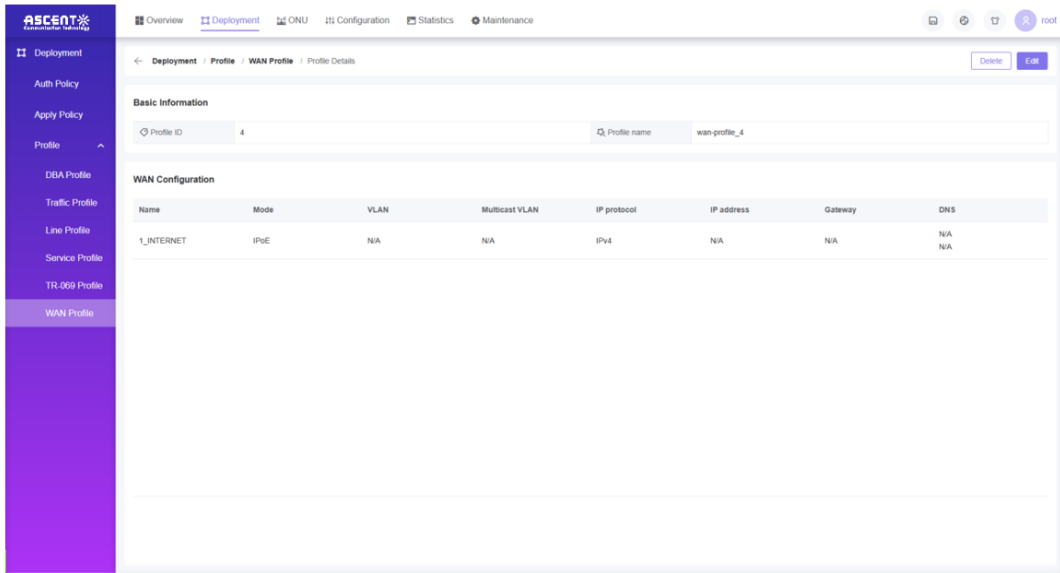 ASCENT
Communication Technology
Overview Deployment ONU Configuration Statistics Maintenance
root
Deployment
Auth Policy
Apply Policy
Profile
DBA Profile
Traffic Profile
Line Profile
Service Profile
TR-069 Profile
WAN Profile
← Deployment / Profile / WAN Profile / Profile Details
Delete Edit
Basic Information
Profile ID 4 Profile name wan-profile_4
WAN Configuration
Name Mode VLAN Multicast VLAN IP protocol IP address Gateway DNS
1_INTERNET IPoE N/A N/A IPv4 N/A N/A N/A
N/A